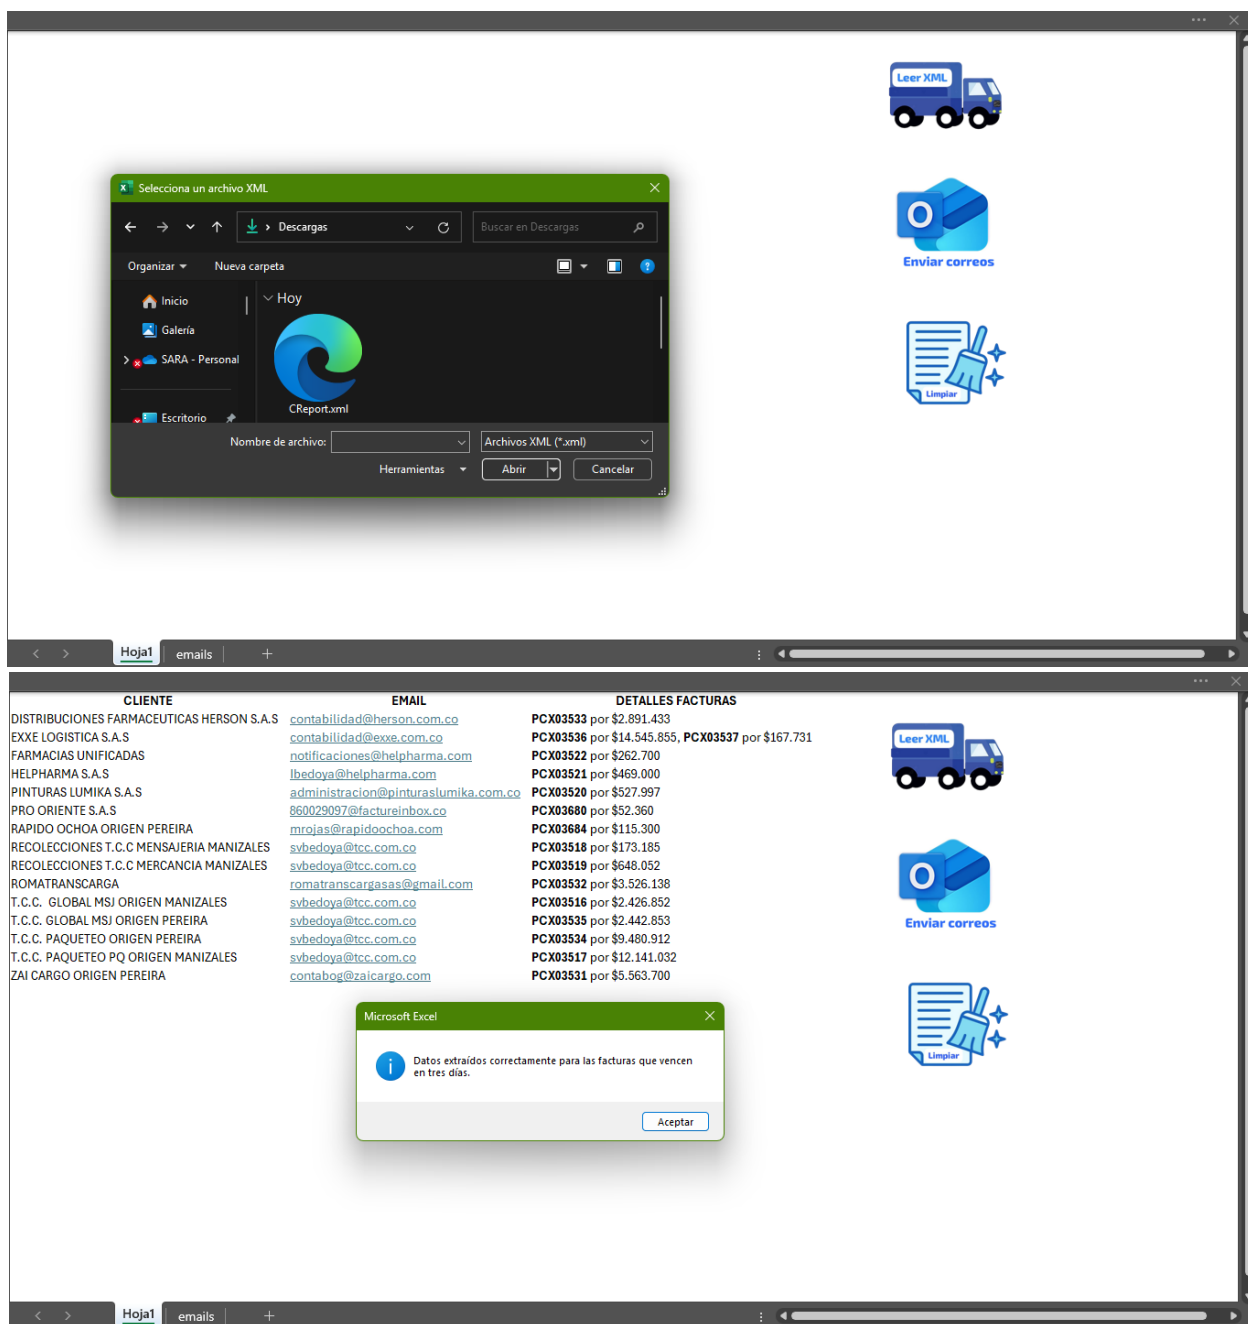 Leer XML
Selecciona un archivo XML
Descargas
Buscar en Descargas
Organizar
Nueva carpeta
Inicio
Hoy
Galería
SARA - Personal
Escritorio
CReport.xml
Nombre de archivo:
Archivos XML (*.xml)
Herramientas
Abrir
Cancelar
Enviar correos
Limpiar
Hoja1 emails
CLIENTE EMAIL DETALLES FACTURAS
DISTRIBUCIONES FARMACEUTICAS HERSON S.A.S contabilidad@herson.com.co PCX03533 por $2.891.433
EXXE LOGISTICA S.A.S contabilidad@exxe.com.co PCX03536 por $14.545.855, PCX03537 por $167.731
FARMACIAS UNIFICADAS notificaciones@helpharma.com PCX03522 por $262.700
HELPHARMA S.A.S lbedoya@helpharma.com PCX03521 por $469.000
PINTURAS LUMIKA S.A.S administracion@pinturaslumika.com.co PCX03520 por $527.997
PRO ORIENTE S.A.S 860029097@factureinbox.co PCX03680 por $52.360
RAPIDO OCHOA ORIGEN PEREIRA mrojas@rapidoochoa.com PCX03684 por $115.300
RECOLECCIONES T.C.C MENSAJERIA MANIZALES svbedoya@tcc.com.co PCX03518 por $173.185
RECOLECCIONES T.C.C MERCANCIA MANIZALES svbedoya@tcc.com.co PCX03519 por $648.052
ROMATRANSCARGA romatranscargasas@gmail.com PCX03532 por $3.526.138
T.C.C. GLOBAL MSJ ORIGEN MANIZALES svbedoya@tcc.com.co PCX03516 por $2.426.852
T.C.C. GLOBAL MSJ ORIGEN PEREIRA svbedoya@tcc.com.co PCX03535 por $2.442.853
T.C.C. PAQUETEO ORIGEN PEREIRA svbedoya@tcc.com.co PCX03534 por $9.480.912
T.C.C. PAQUETEO PQ ORIGEN MANIZALES svbedoya@tcc.com.co PCX03517 por $12.141.032
ZAI CARGO ORIGEN PEREIRA contabog@zaicargo.com PCX03531 por $5.563.700
Leer XML
Enviar correos
Limpiar
Microsoft Excel
Datos extraídos correctamente para las facturas que vencen
en tres días.
Aceptar
Hoja1 emails